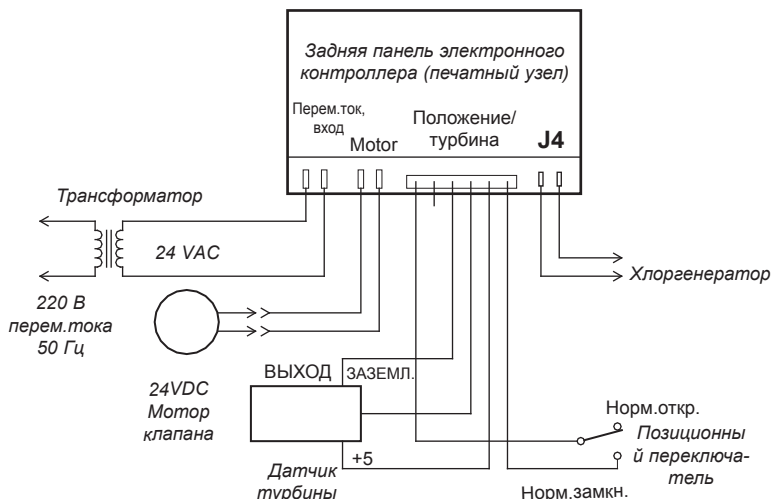 Задняя панель электронного
контроллера (печатный узел)
Перем.ток,
вход
Motor
Положение/
турбина
J4
Трансформатор
24 VAC
Хлоргенератор
220 В
перем.тока
50 Гц
24VDC
Мотор
клапана
ВЫХОД
ЗАЗЕМЛ.
+5
Датчик
турбины
Норм.откр.
Позиционны
й переключа-
тель
Норм.замкн.